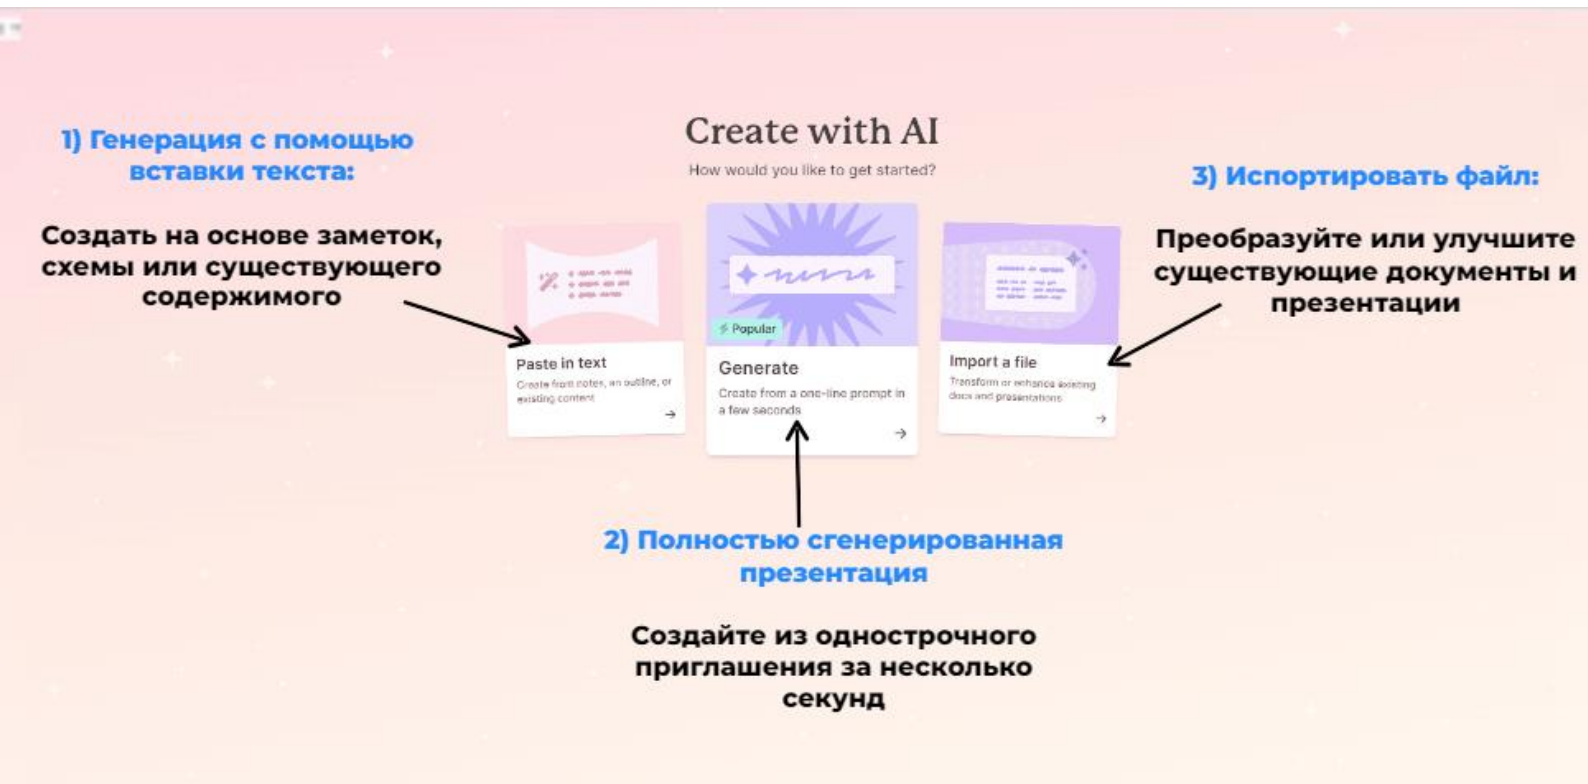 1) Генерация с помощью
вставки текста:
Создать на основе заметок,
схемы или существующего
содержимого
Create with AI
How would you like to get started?
3) Испортировать файл:
Преобразуйте или улучшите
существующие документы и
презентации
Paste in text
Create from notes, an outline, or
existing content
Popular
Generate
Create from a one-line prompt in
a few seconds
Import a file
Transform or enhance existing
docs and presentations
2) Полностью сгенерированная
презентация
Создайте из однострочного
приглашения за несколько
секунд